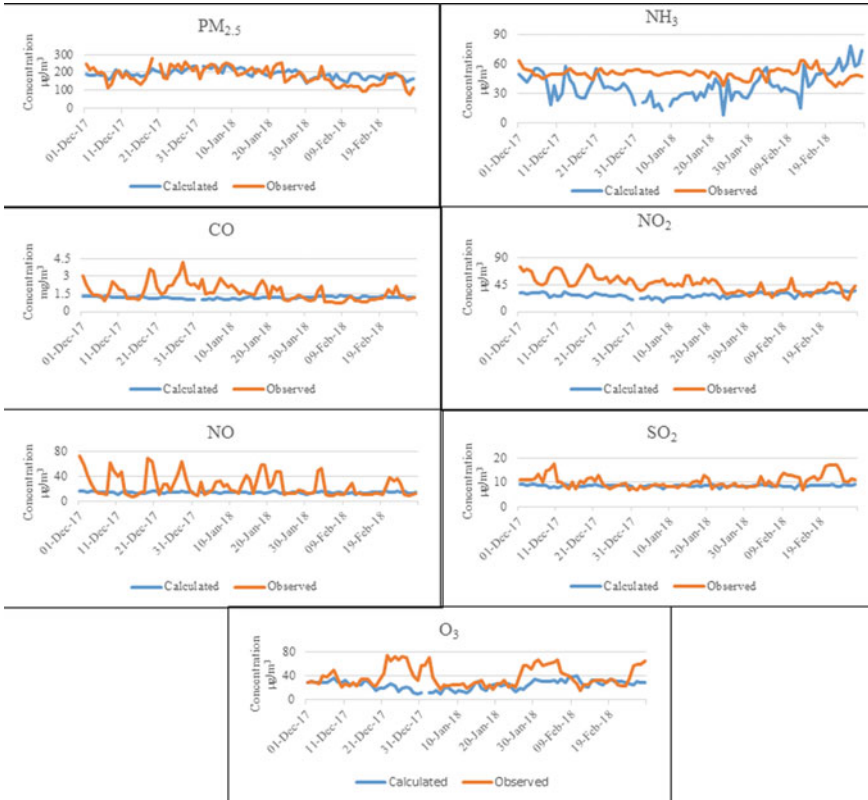 PM2.5
Concentration
μg/m³
300
200
100
0
01-Dec-17
11-Dec-17
21-Dec-17
31-Dec-17
10-Jan-18
20-Jan-18
30-Jan-18
09-Feb-18
19-Feb-18
Calculated
Observed
NH3
Concentration
μg/m³
90
60
30
0
01-Dec-17
11-Dec-17
21-Dec-17
31-Dec-17
10-Jan-18
20-Jan-18
30-Jan-18
09-Feb-18
19-Feb-18
Calculated
Observed
CO
Concentration
mg/m³
4.5
3
1.5
0
01-Dec-17
11-Dec-17
21-Dec-17
31-Dec-17
10-Jan-18
20-Jan-18
30-Jan-18
09-Feb-18
19-Feb-18
Calculated
Observed
NO2
Concentration
μg/m³
90
45
0
01-Dec-17
11-Dec-17
21-Dec-17
31-Dec-17
10-Jan-18
20-Jan-18
30-Jan-18
09-Feb-18
19-Feb-18
Calculated
Observed
NO
Concentration
μg/m³
80
40
0
01-Dec-17
11-Dec-17
21-Dec-17
31-Dec-17
10-Jan-18
20-Jan-18
30-Jan-18
09-Feb-18
19-Feb-18
Calculated
Observed
SO2
Concentration
μg/m³
20
10
0
01-Dec-17
11-Dec-17
21-Dec-17
31-Dec-17
10-Jan-18
20-Jan-18
30-Jan-18
09-Feb-18
19-Feb-18
Calculated
Observed
O3
Concentration
μg/m³
80
40
0
01-Dec-17
11-Dec-17
21-Dec-17
31-Dec-17
10-Jan-18
20-Jan-18
30-Jan-18
09-Feb-18
19-Feb-18
Calculated
Observed